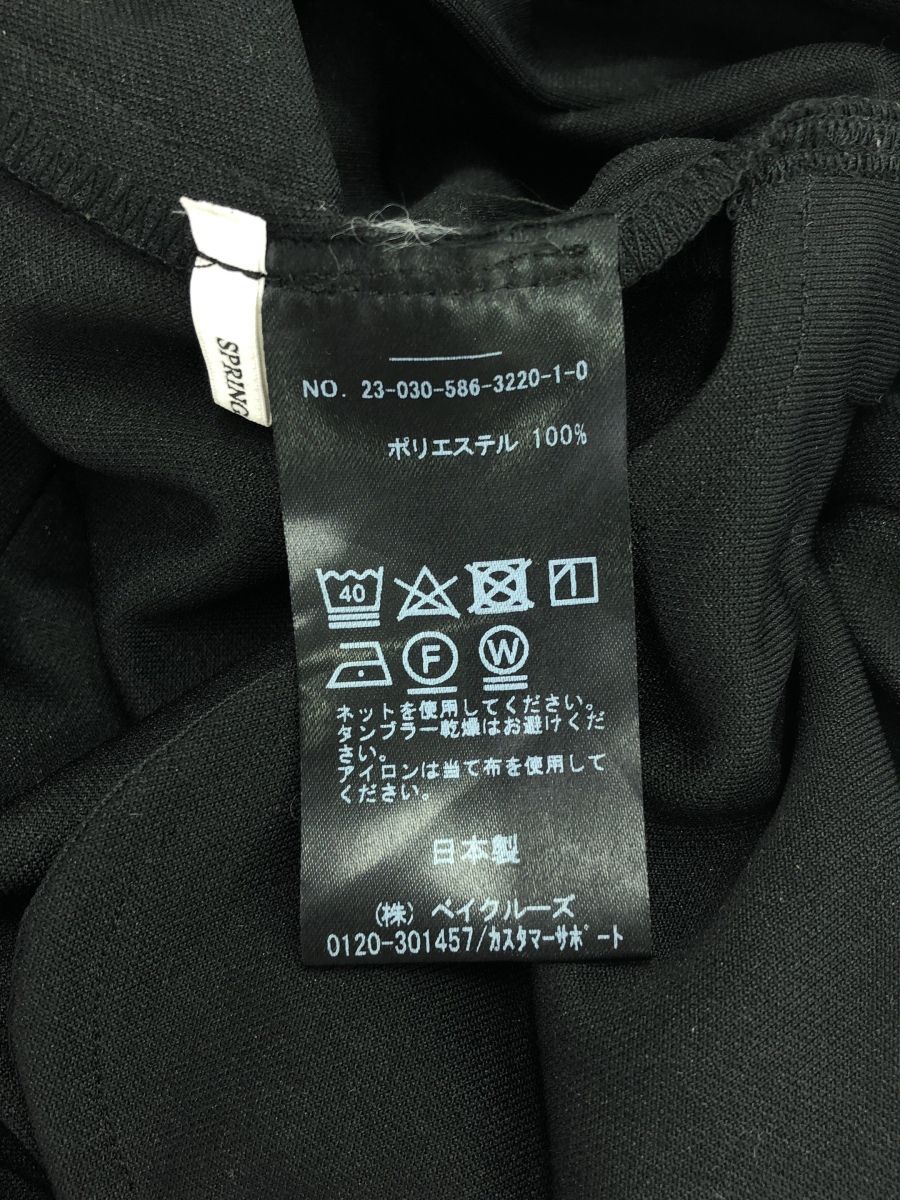 SPRING
NO. 23-030-586-3220-1-0
ポリエステル 100%
40
F W
ネットを使用してください。
タンブラー乾燥はお避けくだ
さい。
アイロンは当て布を使用して
ください。
日本製
(株) ベイクルーズ
0120-301457/カスタマーサポート